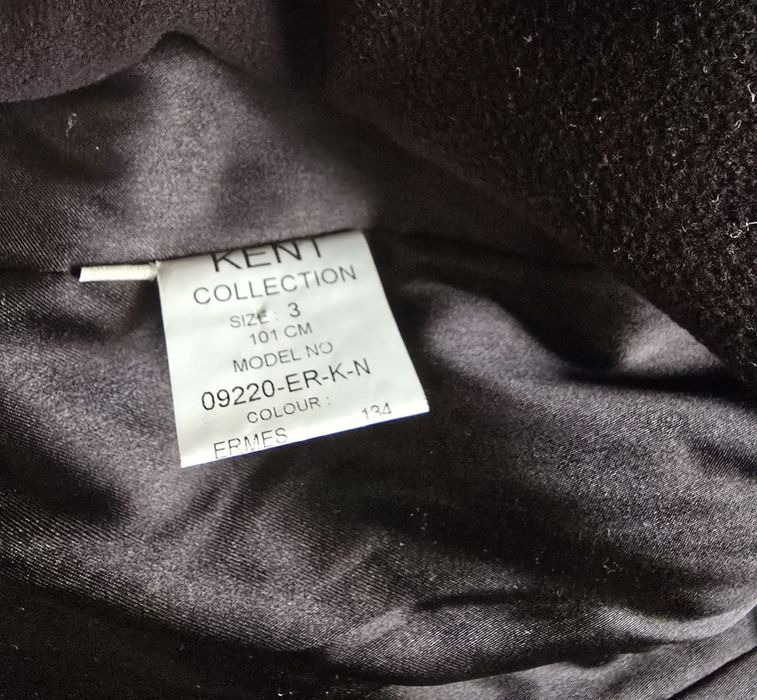 KENT
COLLECTION
SIZE : 3
101 CM
MODEL NO
09220-ER-K-N
COLOUR :
ERMES 134